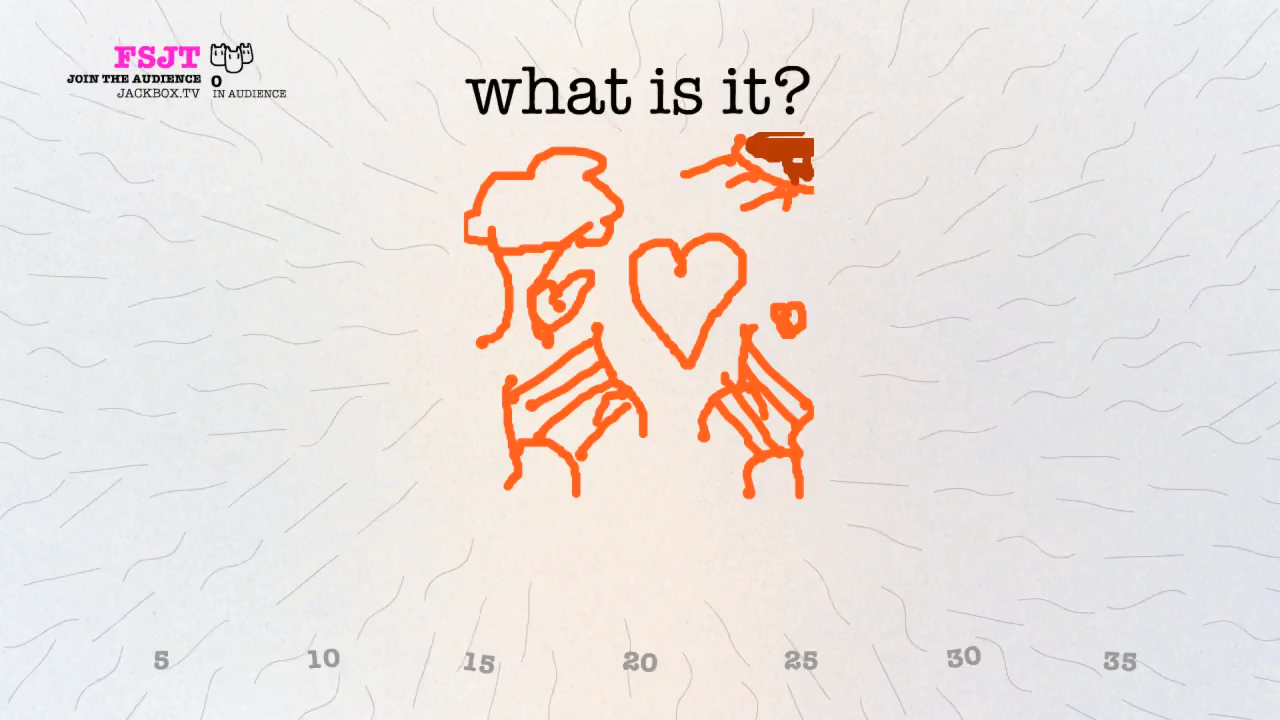 FSJT
JOIN THE AUDIENCE
JACKBOX.TV
0
IN AUDIENCE
what is it?
5 10 15 20 25 30 35